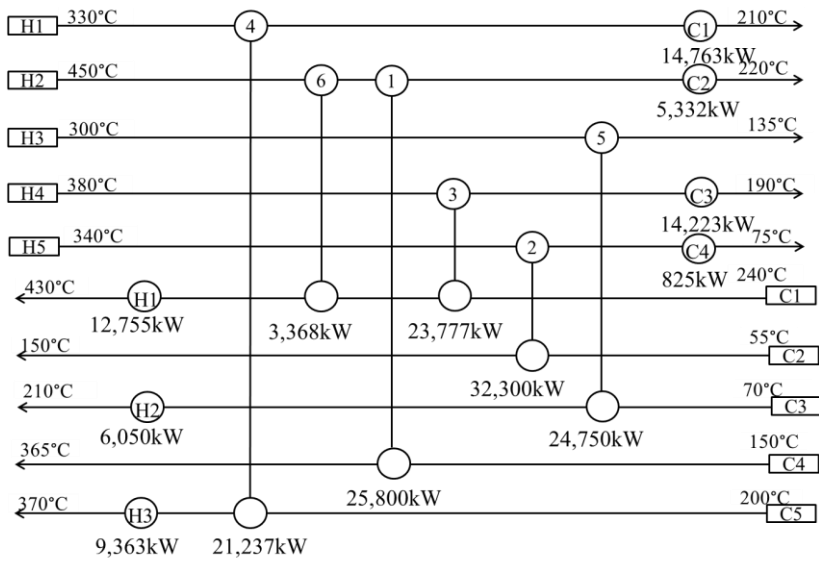 H1 330°C 4 C1 210°C
14,763kW
H2 450°C 6 1 C2 220°C
5,332kW
H3 300°C 5 135°C
H4 380°C 3 C3 190°C
14,223kW
H5 340°C 2 C4 75°C
825kW
430°C H1 240°C C1
12,755kW 3,368kW 23,777kW
150°C 55°C C2
32,300kW
210°C H2 70°C C3
6,050kW 24,750kW
365°C 150°C C4
25,800kW
370°C H3 200°C C5
9,363kW 21,237kW